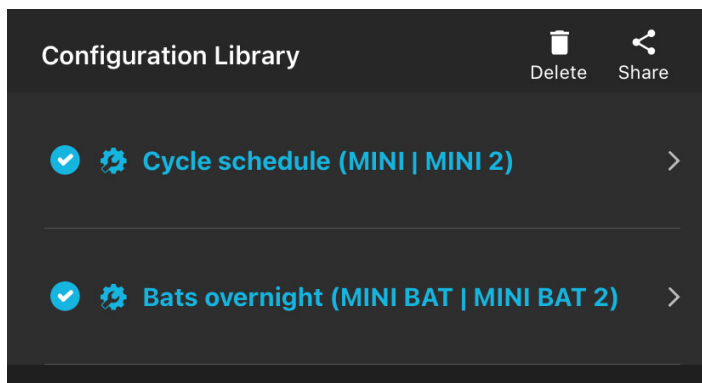 Configuration Library
Delete Share
Cycle schedule (MINI | MINI 2)
Bats overnight (MINI BAT | MINI BAT 2)